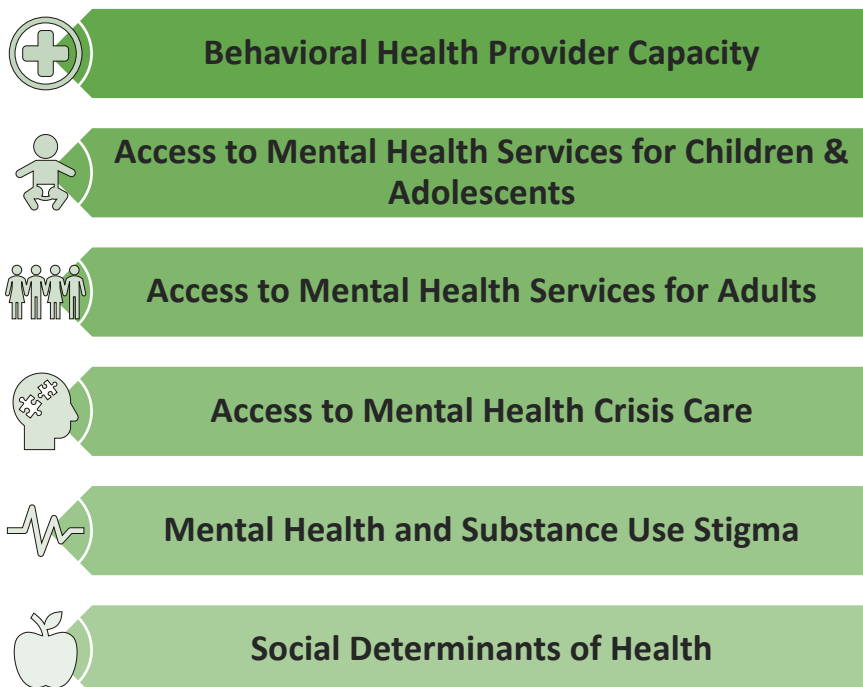 Behavioral Health Provider Capacity
Access to Mental Health Services for Children &
Adolescents
Access to Mental Health Services for Adults
Access to Mental Health Crisis Care
Mental Health and Substance Use Stigma
Social Determinants of Health